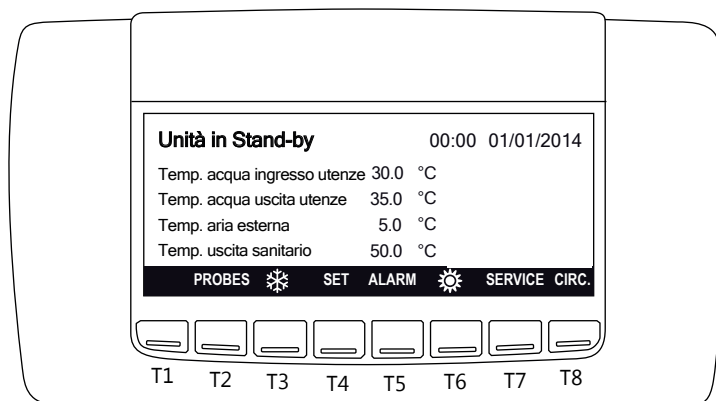 Unità in Stand-by 00:00 01/01/2014
Temp. acqua ingresso utenze 30.0 °C
Temp. acqua uscita utenze 35.0 °C
Temp. aria esterna 5.0 °C
Temp. uscita sanitario 50.0 °C
PROBES SET ALARM SERVICE CIRC.
T1 T2 T3 T4 T5 T6 T7 T8